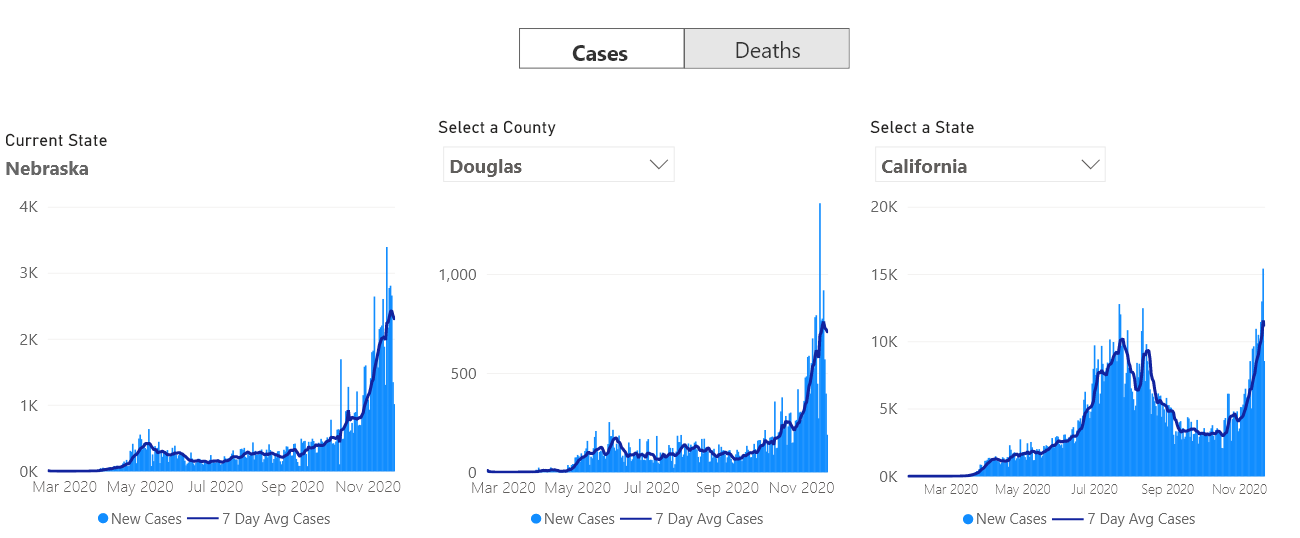 Cases
Deaths
Current State
Nebraska
4K
3K
2K
1K
0K
Mar 2020 May 2020 Jul 2020 Sep 2020 Nov 2020
New Cases 7 Day Avg Cases
Select a County
Douglas
1,000
500
0
Mar 2020 May 2020 Jul 2020 Sep 2020 Nov 2020
New Cases 7 Day Avg Cases
Select a State
California
20K
15K
10K
5K
0K
Mar 2020 May 2020 Jul 2020 Sep 2020 Nov 2020
New Cases 7 Day Avg Cases